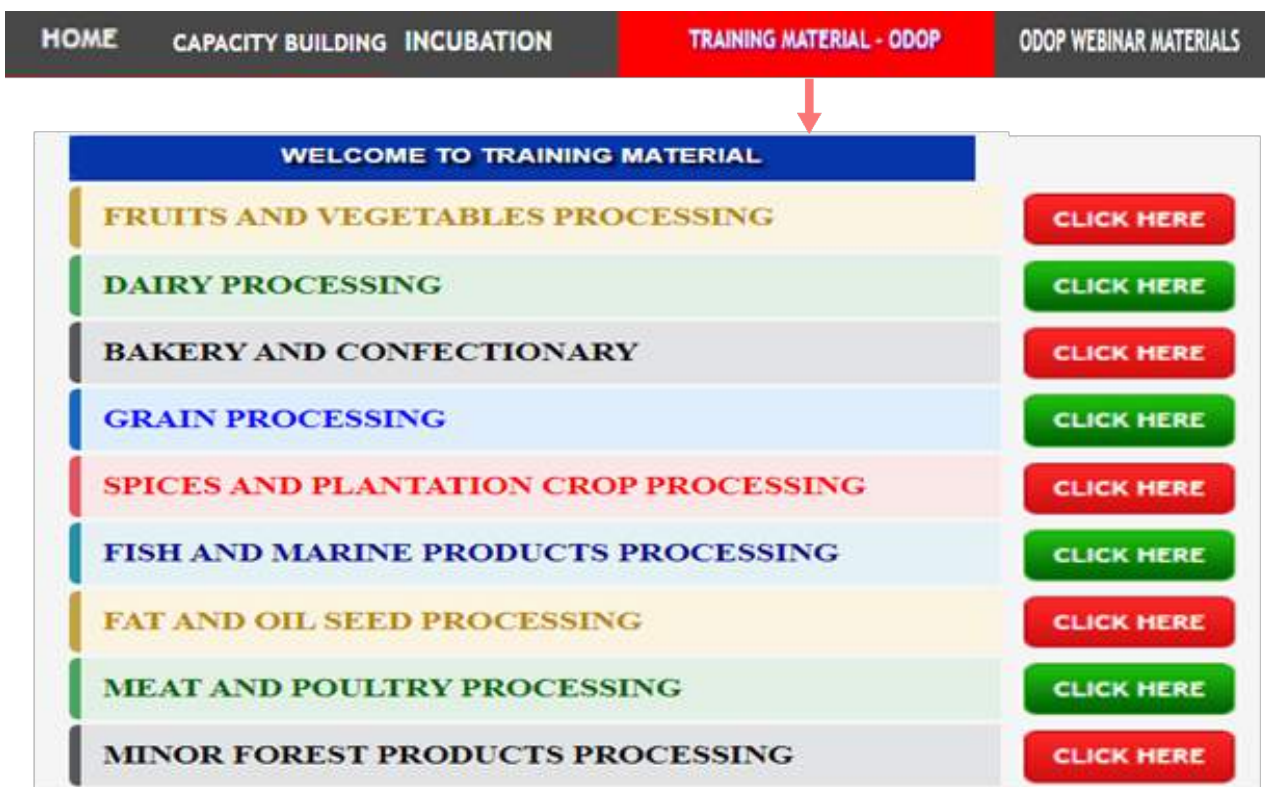 HOME CAPACITY BUILDING INCUBATION TRAINING MATERIAL - ODOP ODOP WEBINAR MATERIALS
WELCOME TO TRAINING MATERIAL
FRUITS AND VEGETABLES PROCESSING CLICK HERE
DAIRY PROCESSING CLICK HERE
BAKERY AND CONFECTIONARY CLICK HERE
GRAIN PROCESSING CLICK HERE
SPICES AND PLANTATION CROP PROCESSING CLICK HERE
FISH AND MARINE PRODUCTS PROCESSING CLICK HERE
FAT AND OIL SEED PROCESSING CLICK HERE
MEAT AND POULTRY PROCESSING CLICK HERE
MINOR FOREST PRODUCTS PROCESSING CLICK HERE